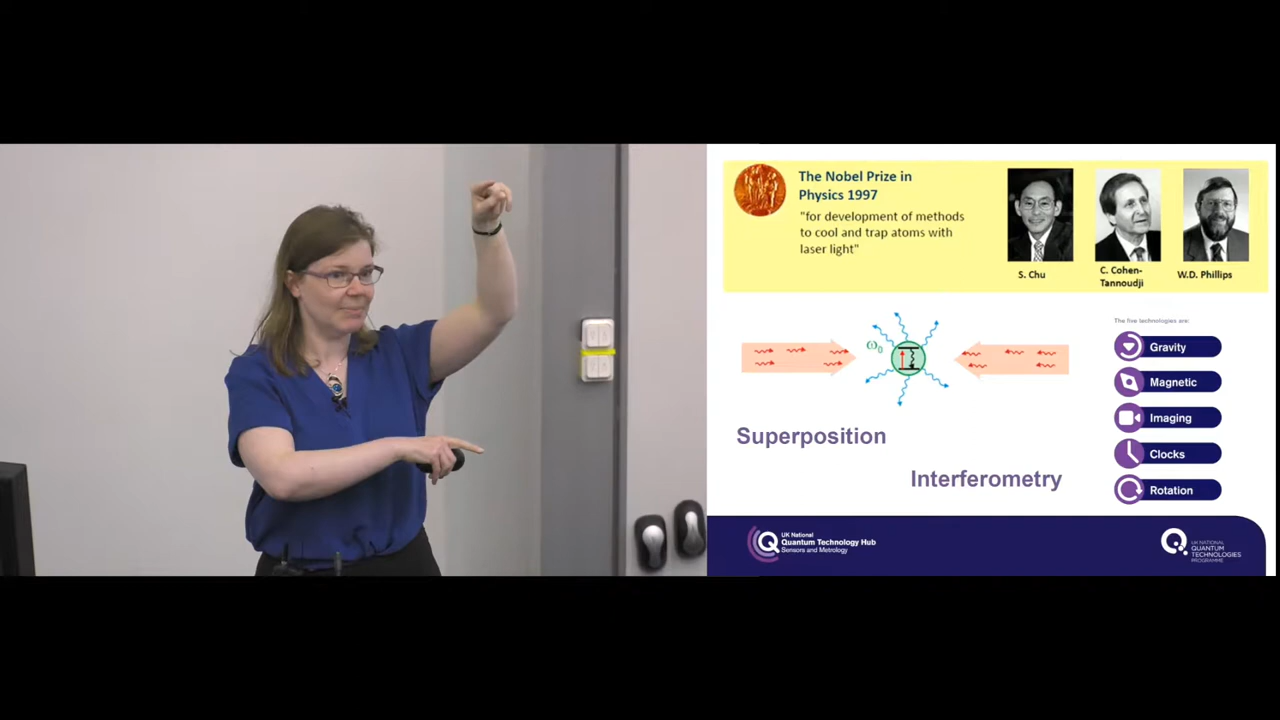 The Nobel Prize in
Physics 1997
"for development of methods
to cool and trap atoms with
laser light"
S. Chu
C. Cohen-
Tannoudji
W.D. Phillips
ω₀
The five technologies are:
Gravity
Magnetic
Imaging
Clocks
Rotation
Superposition
Interferometry
UK National
Quantum Technology Hub
Sensors and Metrology
UK NATIONAL
QUANTUM
TECHNOLOGIES
PROGRAMME